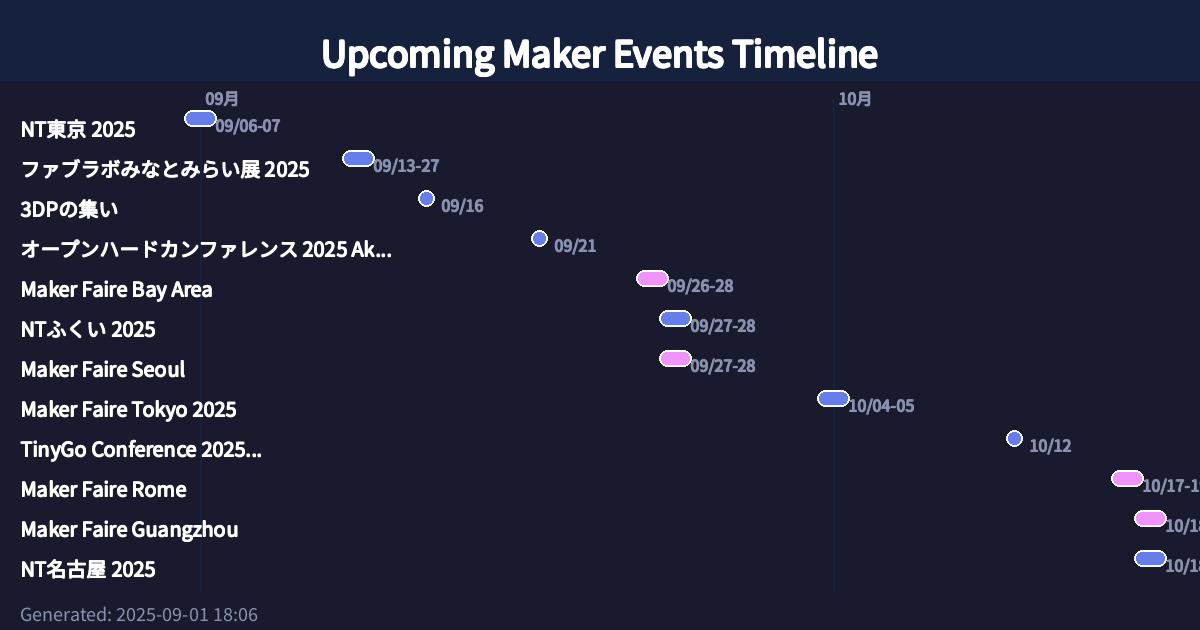 Upcoming Maker Events Timeline
09月 10月
NT東京 2025 09/06-07
ファブラボみなとみらい展 2025 09/13-27
3DPの集い 09/16
オープンハードカンファレンス 2025 Ak... 09/21
Maker Faire Bay Area 09/26-28
NTふくい 2025 09/27-28
Maker Faire Seoul 09/27-28
Maker Faire Tokyo 2025 10/04-05
TinyGo Conference 2025... 10/12
Maker Faire Rome 10/17-1
Maker Faire Guangzhou 10/18
NT名古屋 2025 10/18
Generated: 2025-09-01 18:06